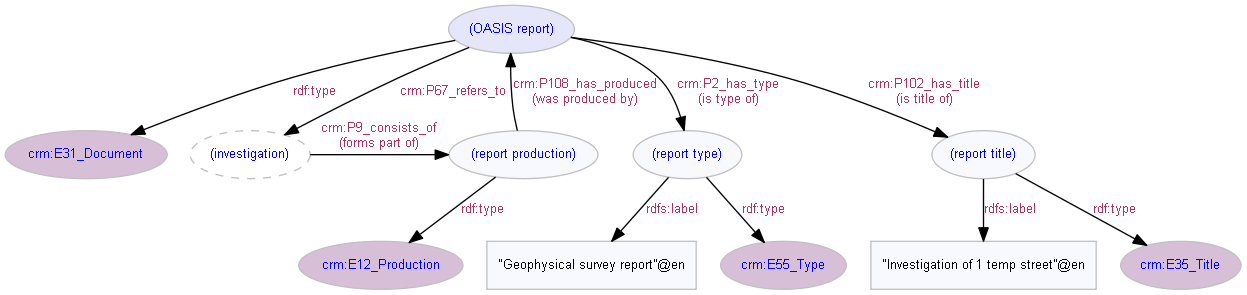 (OASIS report)
rdf:type
crm:P67_refers_to
crm:P108_has_produced
(was produced by)
crm:P2_has_type
(is type of)
crm:P102_has_title
(is title of)
crm:E31_Document
(investigation)
crm:P9_consists_of
(forms part of)
(report production)
(report type)
(report title)
rdf:type
rdfs:label
rdf:type
rdfs:label
rdf:type
crm:E12_Production
"Geophysical survey report"@en
crm:E55_Type
"Investigation of 1 temp street"@en
crm:E35_Title